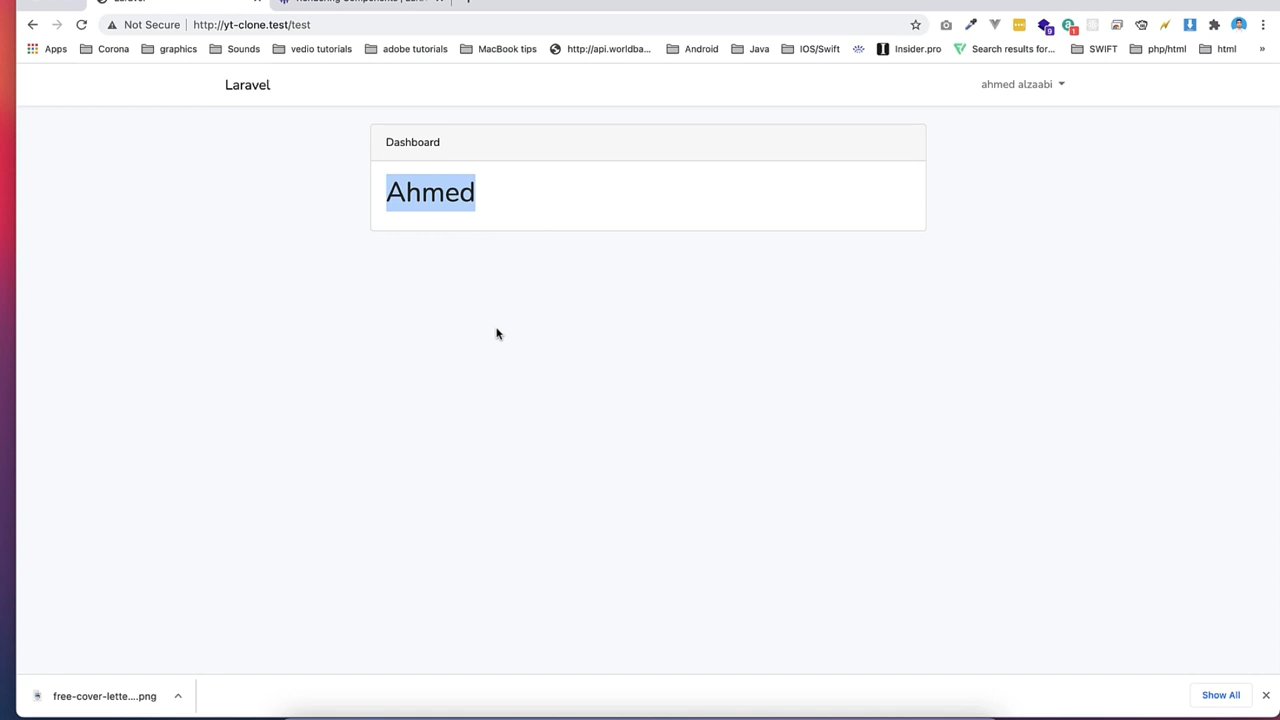 Not Secure
http://yt-clone.test/test
Apps
Corona
graphics
Sounds
vedio tutorials
adobe tutorials
MacBook tips
http://api.worldba...
Android
Java
IOS/Swift
Insider.pro
Search results for...
SWIFT
php/html
html
»
Laravel
ahmed alzaabi
Dashboard
Ahmed
free-cover-lette....png
Show All